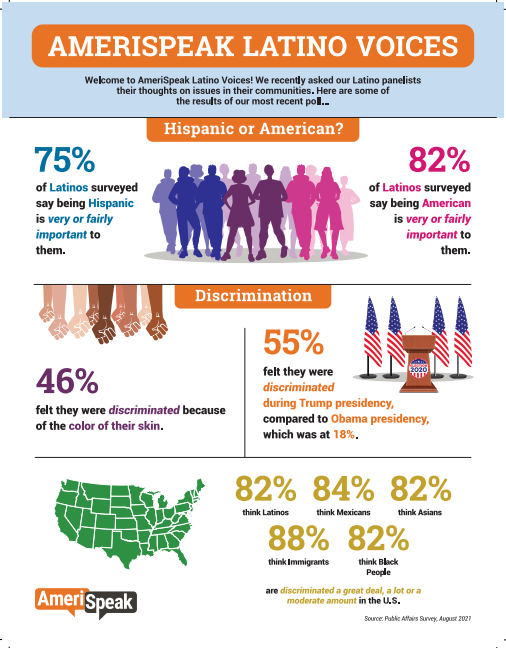 AMERISPEAK LATINO VOICES
Welcome to AmeriSpeak Latino Voices! We recently asked our Latino panelists
their thoughts on issues in their communities. Here are some of
the results of our most recent poll...
Hispanic or American?
75%
of Latinos surveyed
say being Hispanic
is very or fairly
important to
them.
82%
of Latinos surveyed
say being American
is very or fairly
important to
them.
Discrimination
46%
felt they were discriminated because
of the color of their skin.
55%
felt they were
discriminated
during Trump presidency,
compared to Obama presidency,
which was at 18%.
2020
82% 84% 82%
think Latinos think Mexicans think Asians
88% 82%
think Immigrants think Black
People
are discriminated a great deal, a lot or a
moderate amount in the U.S.
AmeriSpeak
Source: Public Affairs Survey, August 2021